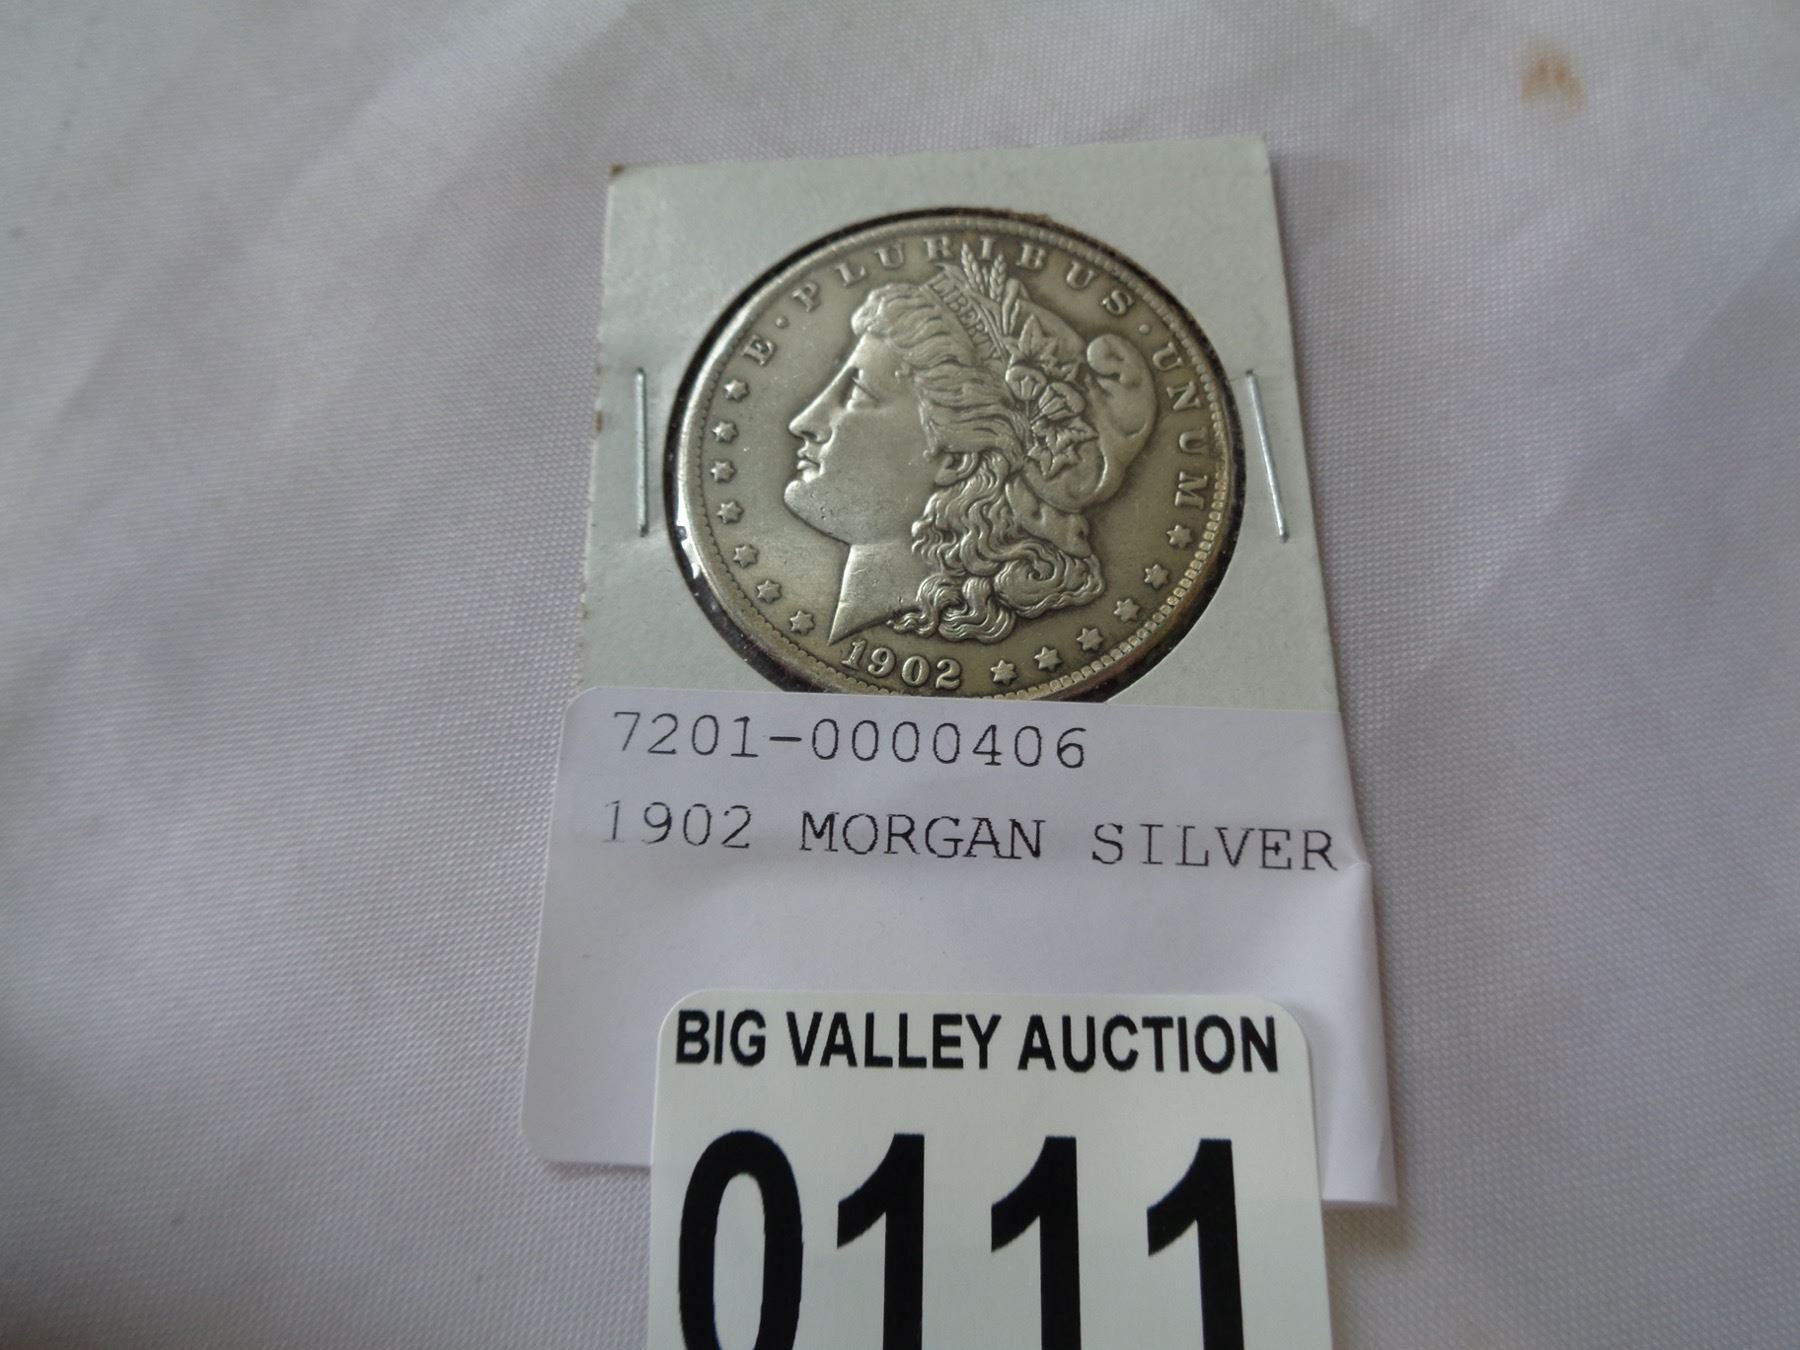 E · PLURIBUS · UNUM
LIBERTY
1902
7201-0000406
1902 MORGAN SILVER
BIG VALLEY AUCTION
0111